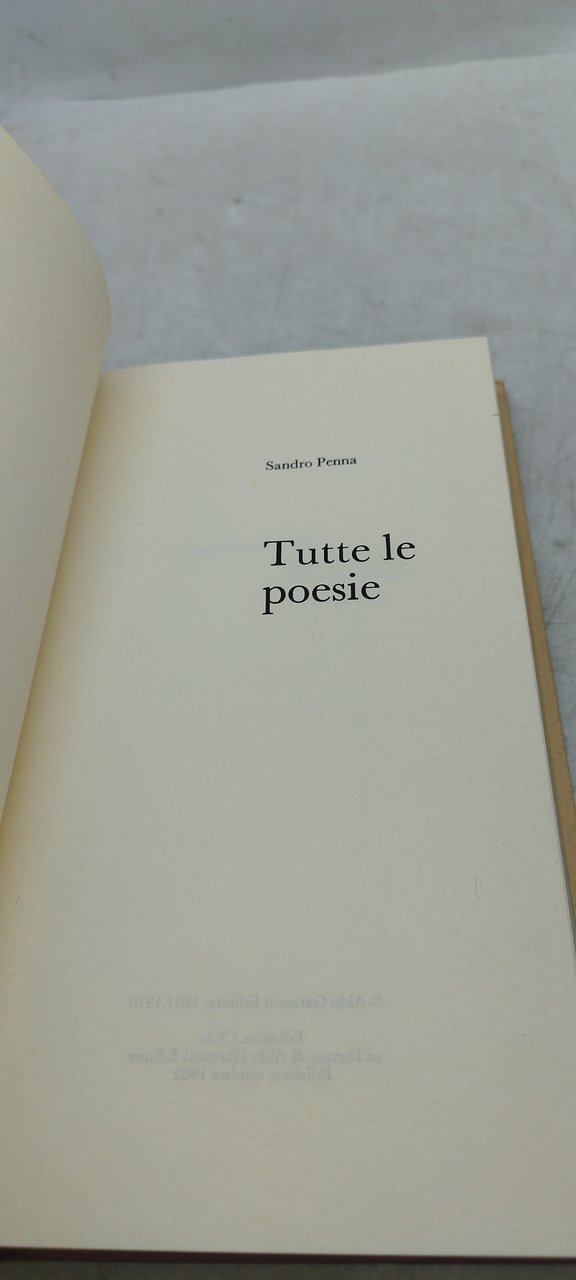 Sandro Penna
Tutte le
poesie
© Aldo Garzanti Editore, 1957, 1970
Edizione Club
su licenza di Aldo Garzanti Editore
Edizione ottobre 1982